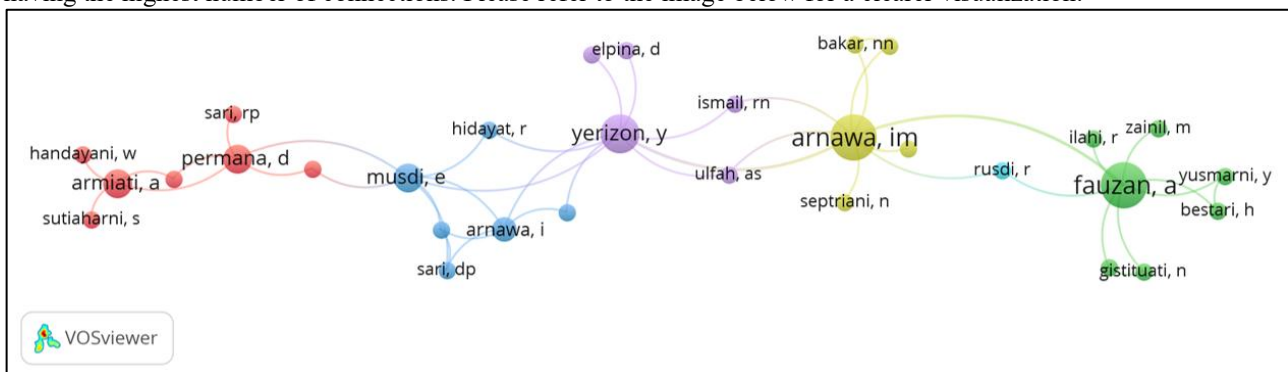 having the highest number of connections. Please refer to the image below for a clearer visualization.
elpina, d
bakar, nn
sari, rp
ismail, rn
hidayat, r
yerizon, y
arnawa, im
ilahi, r
zainil, m
handayani, w
permana, d
armiati, a
musdi, e
ulfah, as
rusdi, r
fauzan, a
yusmarni, y
sutiaharni, s
septriani, n
bestari, h
arnawa, i
sari, dp
gistituati, n
VOSviewer